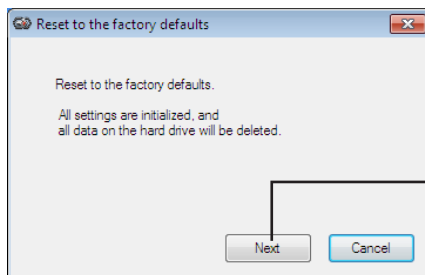 Reset to the factory defaults
Reset to the factory defaults.
All settings are initialized, and
all data on the hard drive will be deleted.
Next
Cancel